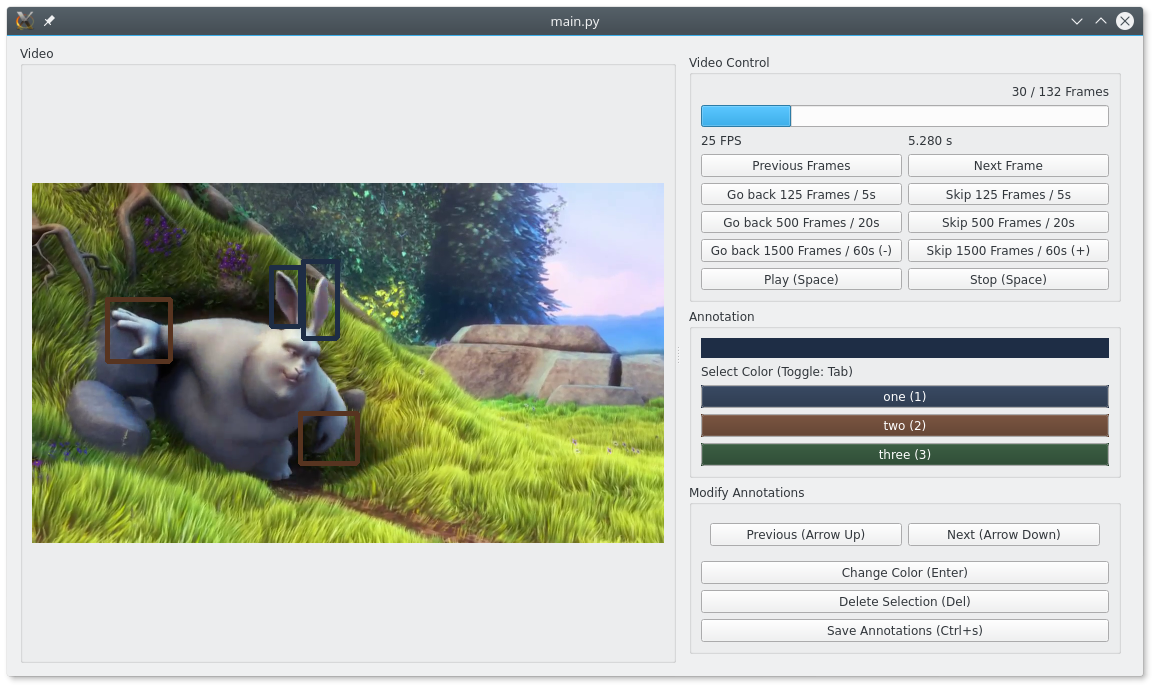 main.py
Video
Video Control
30 / 132 Frames
25 FPS 5.280 s
Previous Frames Next Frame
Go back 125 Frames / 5s Skip 125 Frames / 5s
Go back 500 Frames / 20s Skip 500 Frames / 20s
Go back 1500 Frames / 60s (-) Skip 1500 Frames / 60s (+)
Play (Space) Stop (Space)
Annotation
Select Color (Toggle: Tab)
one (1)
two (2)
three (3)
Modify Annotations
Previous (Arrow Up) Next (Arrow Down)
Change Color (Enter)
Delete Selection (Del)
Save Annotations (Ctrl+s)